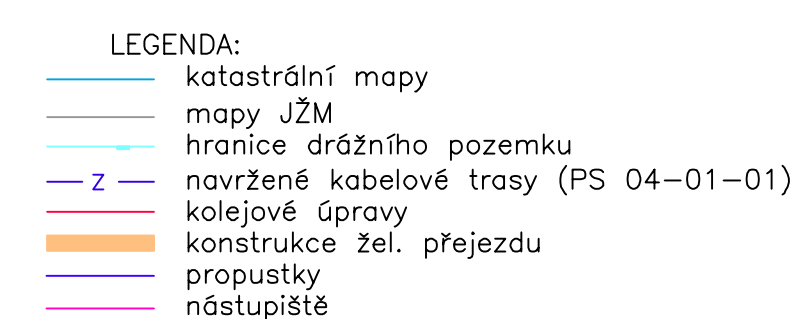 LEGENDA:
katastrální mapy
mapy JŽM
hranice drážního pozemku
Z navržené kabelové trasy (PS 04-01-01)
kolejové úpravy
konstrukce žel. přejezdu
propustky
nástupiště